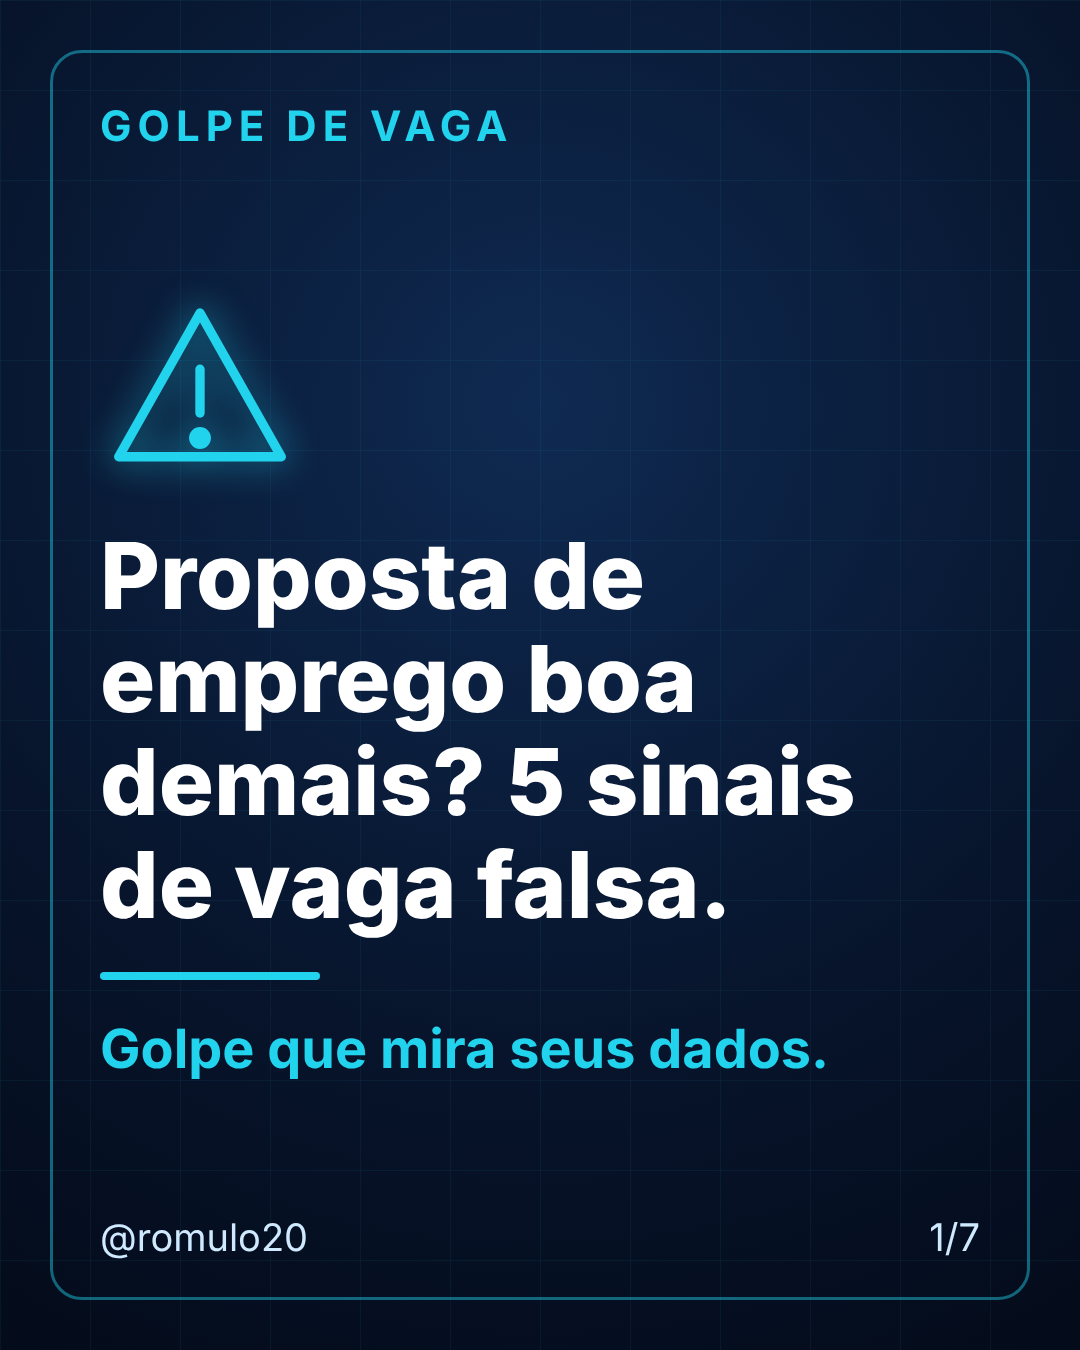 GOLPE DE VAGA
Proposta de
emprego boa
demais? 5 sinais
de vaga falsa.
Golpe que mira seus dados.
@romulo20
1/7